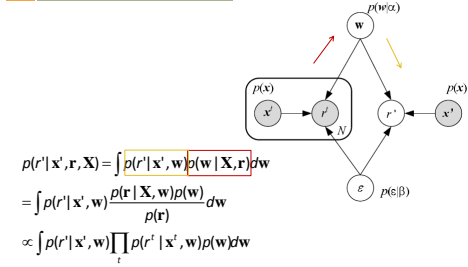 p(w|α)
w
p(x)
p(x)
x^t
r^t
r'
x'
N
p(r'|x',r,X) = ∫p(r'|x',w)p(w|X,r)dw
ε
p(ε|β)
= ∫p(r'|x',w) p(r|X,w)p(w)/p(r) dw
∝ ∫p(r'|x',w)∏_t p(r^t|x^t,w)p(w)dw